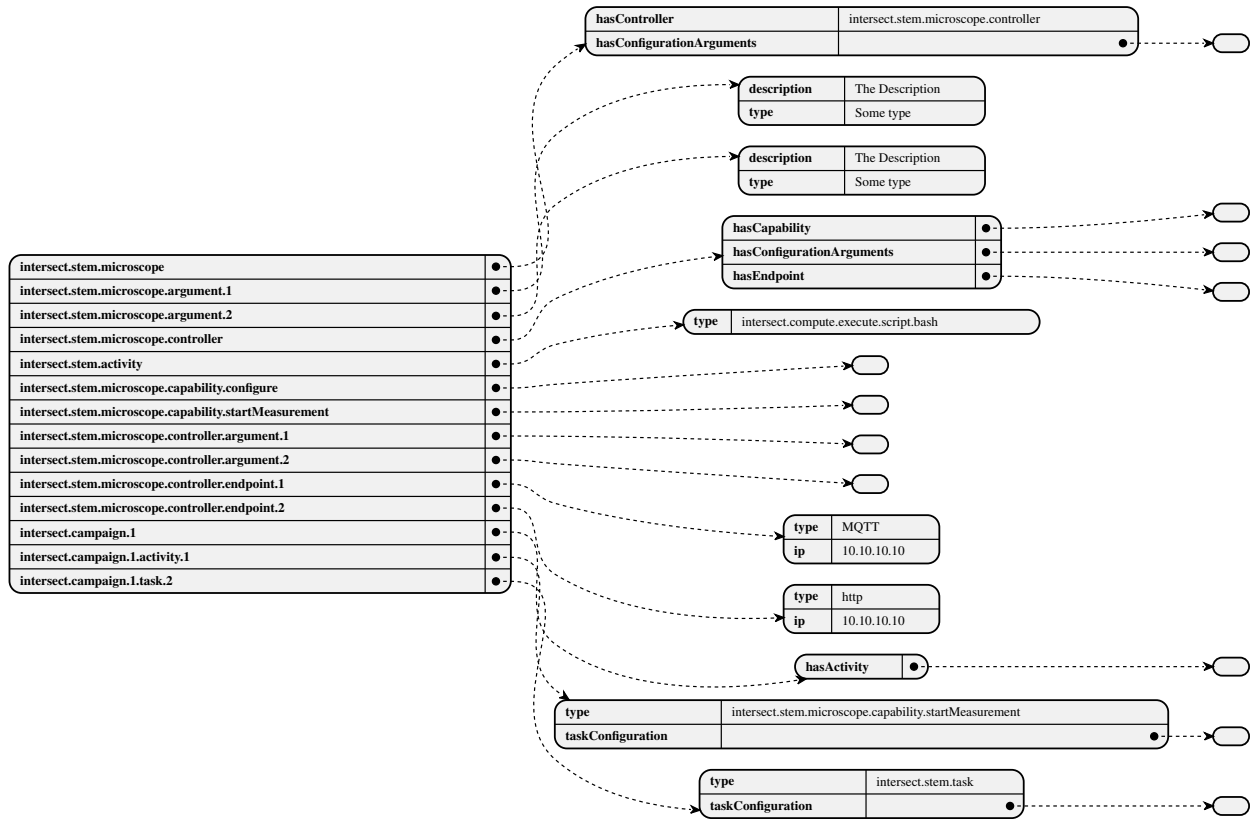 hasController intersect.stem.microscope.controller
hasConfigurationArguments
description The Description
type Some type
description The Description
type Some type
hasCapability
hasConfigurationArguments
hasEndpoint
intersect.stem.microscope
intersect.stem.microscope.argument.1
intersect.stem.microscope.argument.2
intersect.stem.microscope.controller
intersect.stem.activity
intersect.stem.microscope.capability.configure
intersect.stem.microscope.capability.startMeasurement
intersect.stem.microscope.controller.argument.1
intersect.stem.microscope.controller.argument.2
intersect.stem.microscope.controller.endpoint.1
intersect.stem.microscope.controller.endpoint.2
intersect.campaign.1
intersect.campaign.1.activity.1
intersect.campaign.1.task.2
type intersect.compute.execute.script.bash
type MQTT
ip 10.10.10.10
type http
ip 10.10.10.10
hasActivity
type intersect.stem.microscope.capability.startMeasurement
taskConfiguration
type intersect.stem.task
taskConfiguration